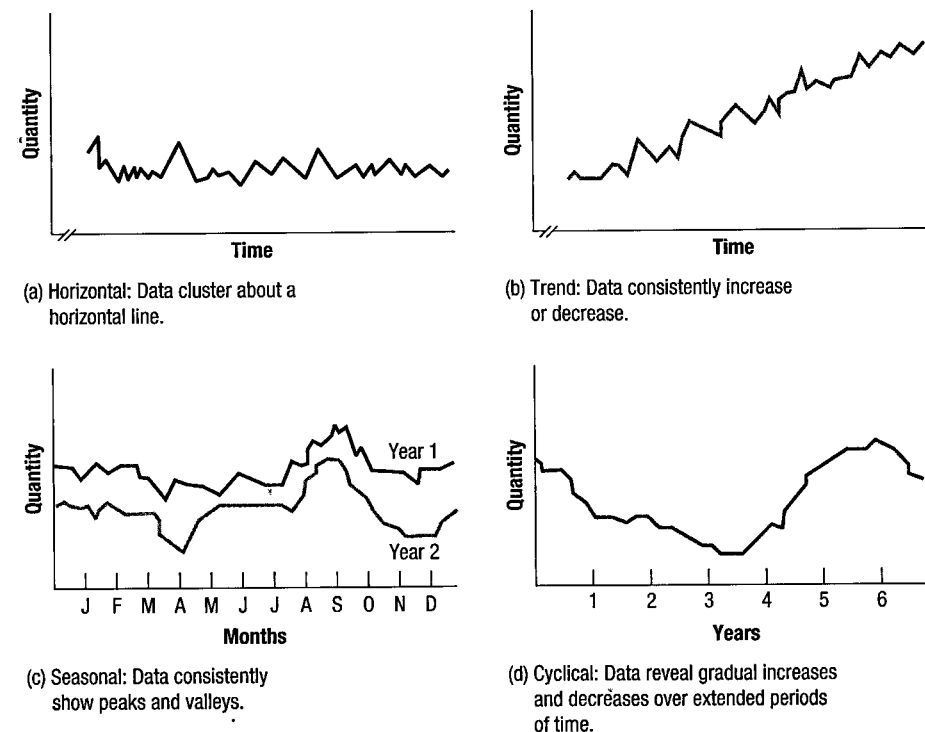 Quantity
Time
(a) Horizontal: Data cluster about a
horizontal line.
Quantity
Time
(b) Trend: Data consistently increase
or decrease.
Quantity
Year 1
Year 2
J F M A M J J A S O N D
Months
(c) Seasonal: Data consistently
show peaks and valleys.
Quantity
1 2 3 4 5 6
Years
(d) Cyclical: Data reveal gradual increases
and decreases over extended periods
of time.